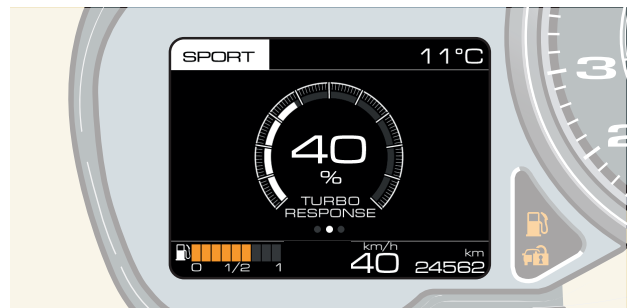 SPORT
11°C
3
2
40
%
TURBO
RESPONSE
km/h
km
0 1/2 1
40
24562